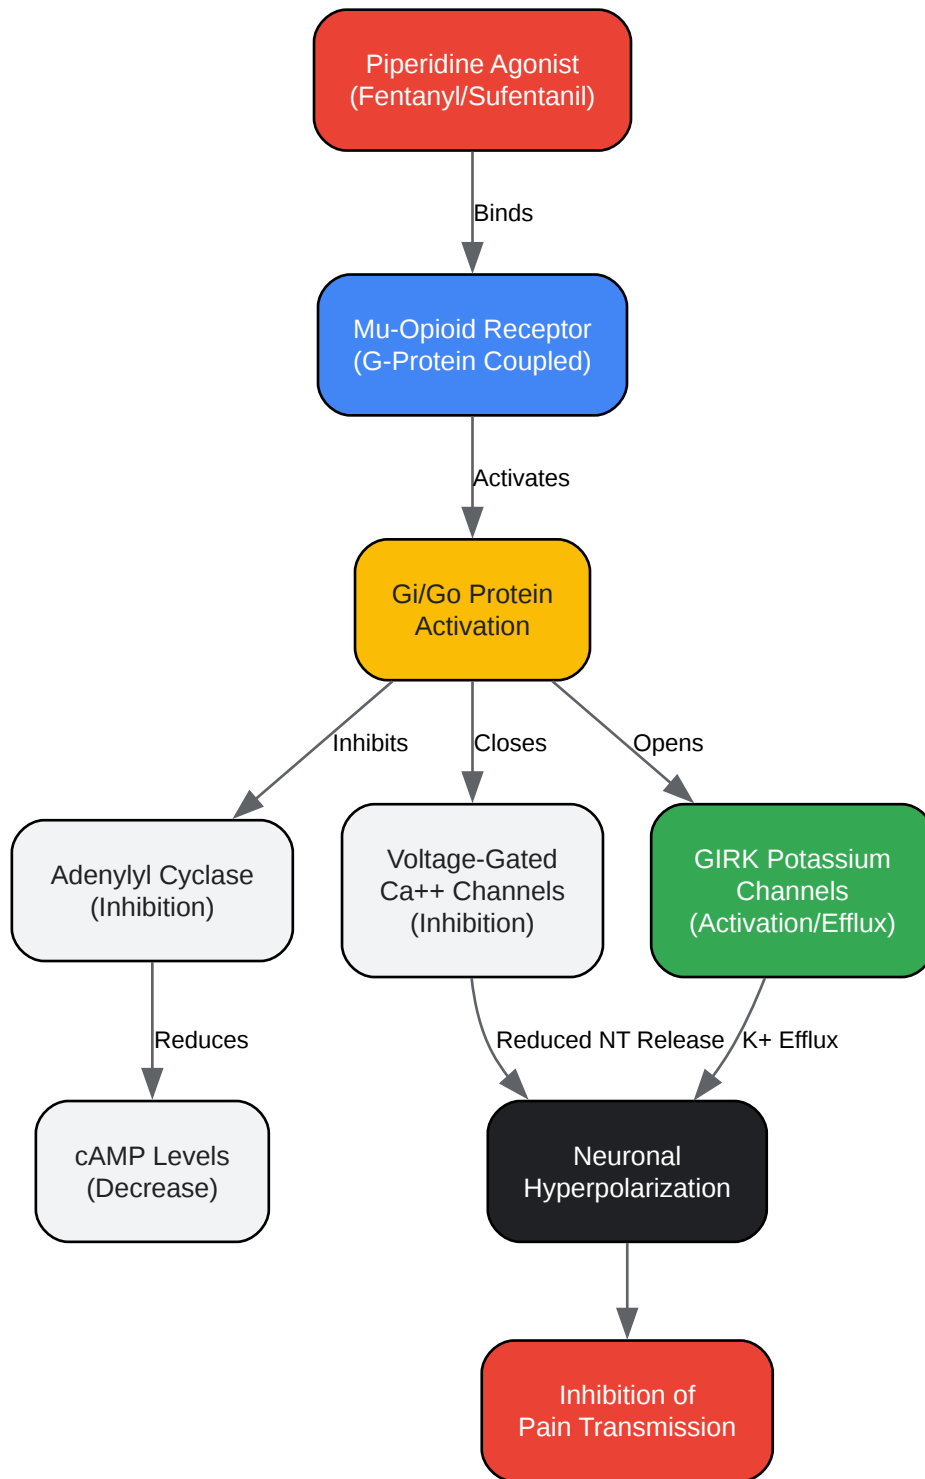 Piperidine Agonist
(Fentanyl/Sufentanil)
Binds
Mu-Opioid Receptor
(G-Protein Coupled)
Activates
Gi/Go Protein
Activation
Inhibits
Closes
Opens
Adenylyl Cyclase
(Inhibition)
Voltage-Gated
Ca++ Channels
(Inhibition)
GIRK Potassium
Channels
(Activation/Efflux)
Reduces
Reduced NT Release
K+ Efflux
cAMP Levels
(Decrease)
Neuronal
Hyperpolarization
Inhibition of
Pain Transmission